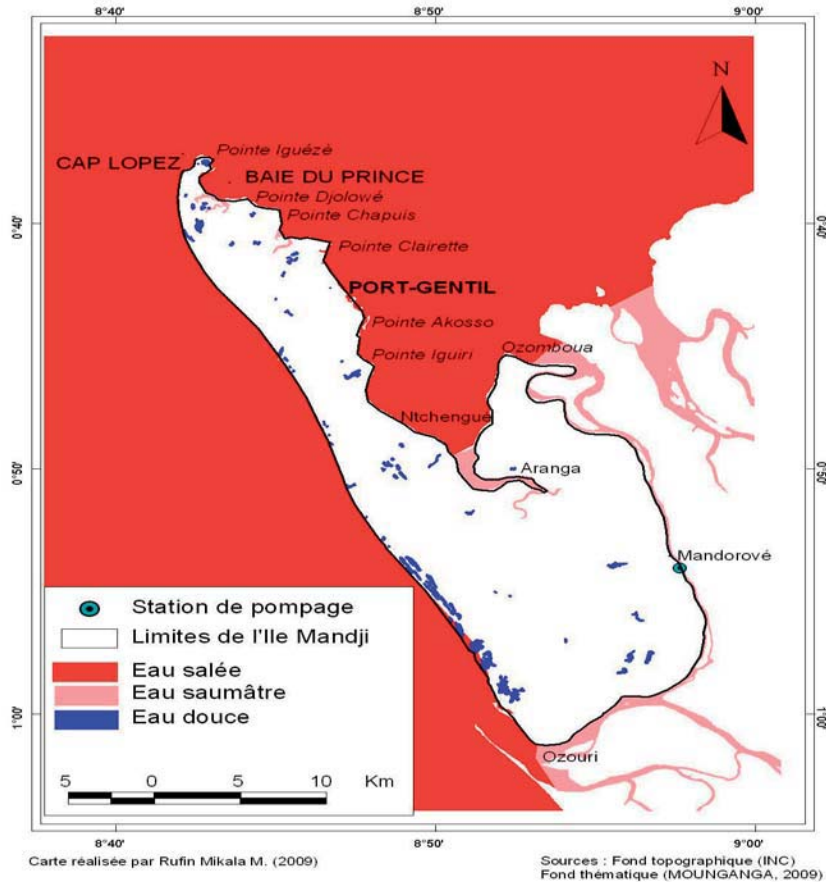 8°40'
8°50'
9°00'
N
Pointe Iguézè
CAP LOPEZ
BAIE DU PRINCE
Pointe Djolowé
0°40'
0°40'
Pointe Chapuis
Pointe Clairette
PORT-GENTIL
Pointe Akosso
Ozomboua
Pointe Iguiri
Ntchengué
0°50'
Aranga
0°50'
Mandorové
Station de pompage
Limites de l'Ile Mandji
Eau salée
Eau saumâtre
Eau douce
1°00'
1°00'
Ozouri
5 0 5 10 Km
8°40'
8°50'
9°00'
Carte réalisée par Rufin Mikala M. (2009)
Sources : Fond topographique (INC)
Fond thématique (MOUNGANGA, 2009)